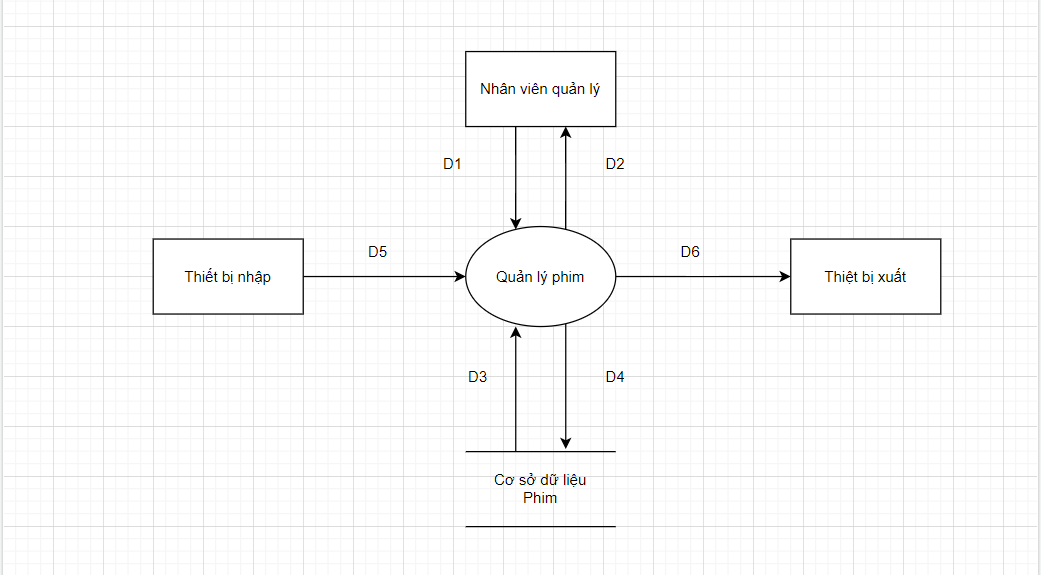 Nhân viên quản lý
D1
D2
Thiết bị nhập
D5
Quản lý phim
D6
Thiệt bị xuất
D3
D4
Cơ sở dữ liệu
Phim